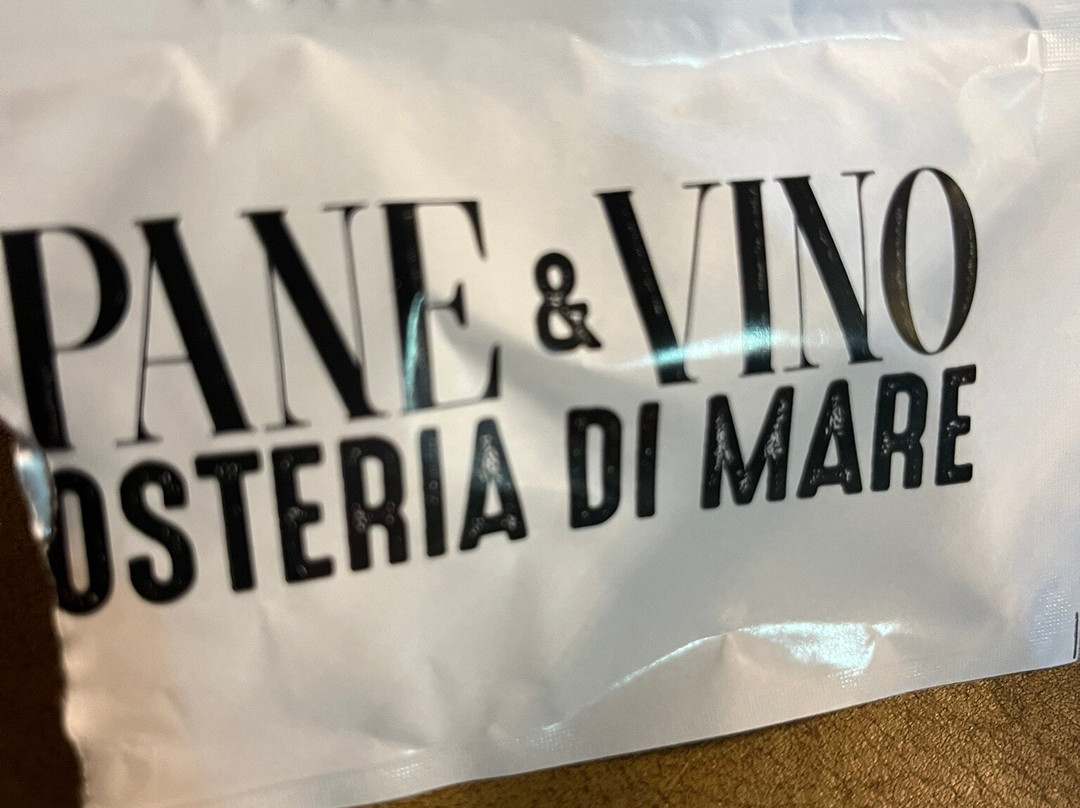 PANE & VINO
OSTERIA DI MARE